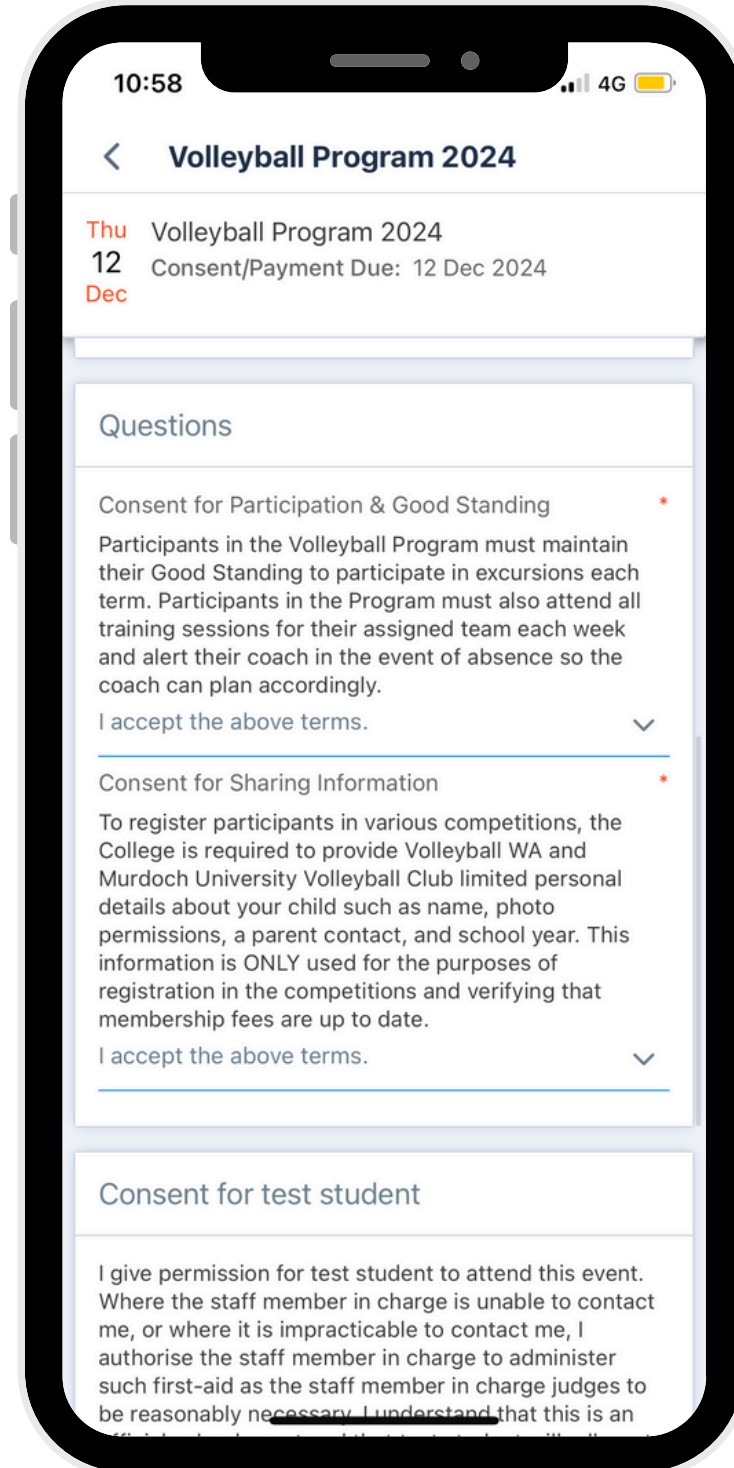 10:58
4G
Volleyball Program 2024
Thu
12
Dec
Volleyball Program 2024
Consent/Payment Due: 12 Dec 2024
Questions
Consent for Participation & Good Standing *
Participants in the Volleyball Program must maintain
their Good Standing to participate in excursions each
term. Participants in the Program must also attend all
training sessions for their assigned team each week
and alert their coach in the event of absence so the
coach can plan accordingly.
I accept the above terms.
Consent for Sharing Information *
To register participants in various competitions, the
College is required to provide Volleyball WA and
Murdoch University Volleyball Club limited personal
details about your child such as name, photo
permissions, a parent contact, and school year. This
information is ONLY used for the purposes of
registration in the competitions and verifying that
membership fees are up to date.
I accept the above terms.
Consent for test student
I give permission for test student to attend this event.
Where the staff member in charge is unable to contact
me, or where it is impracticable to contact me, I
authorise the staff member in charge to administer
such first-aid as the staff member in charge judges to
be reasonably necessary. I understand that this is an